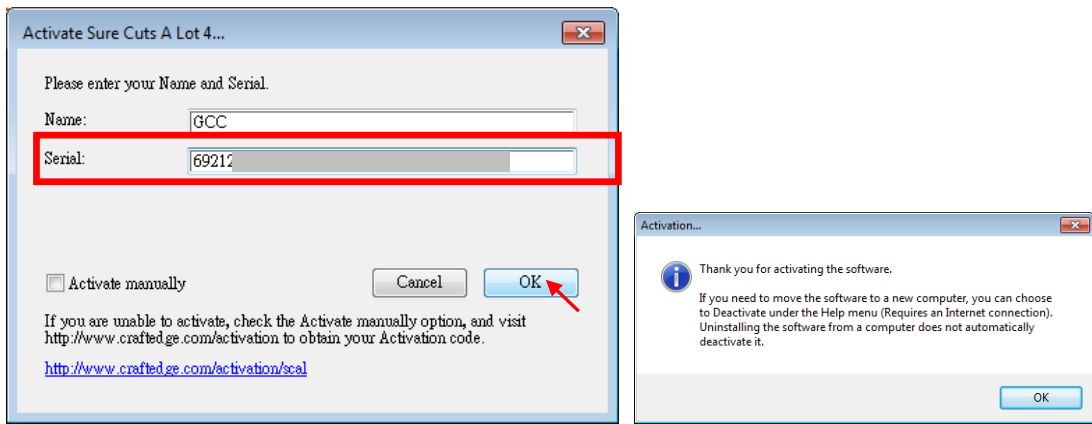 Activate Sure Cuts A Lot 4...
Please enter your Name and Serial.
Name:
GCC
Serial:
69212
Activate manually
Cancel
OK
If you are unable to activate, check the Activate manually option, and visit
http://www.craftedge.com/activation to obtain your Activation code.
http://www.craftedge.com/activation/scal
Activation...
Thank you for activating the software.
If you need to move the software to a new computer, you can choose
to Deactivate under the Help menu (Requires an Internet connection).
Uninstalling the software from a computer does not automatically
deactivate it.
OK